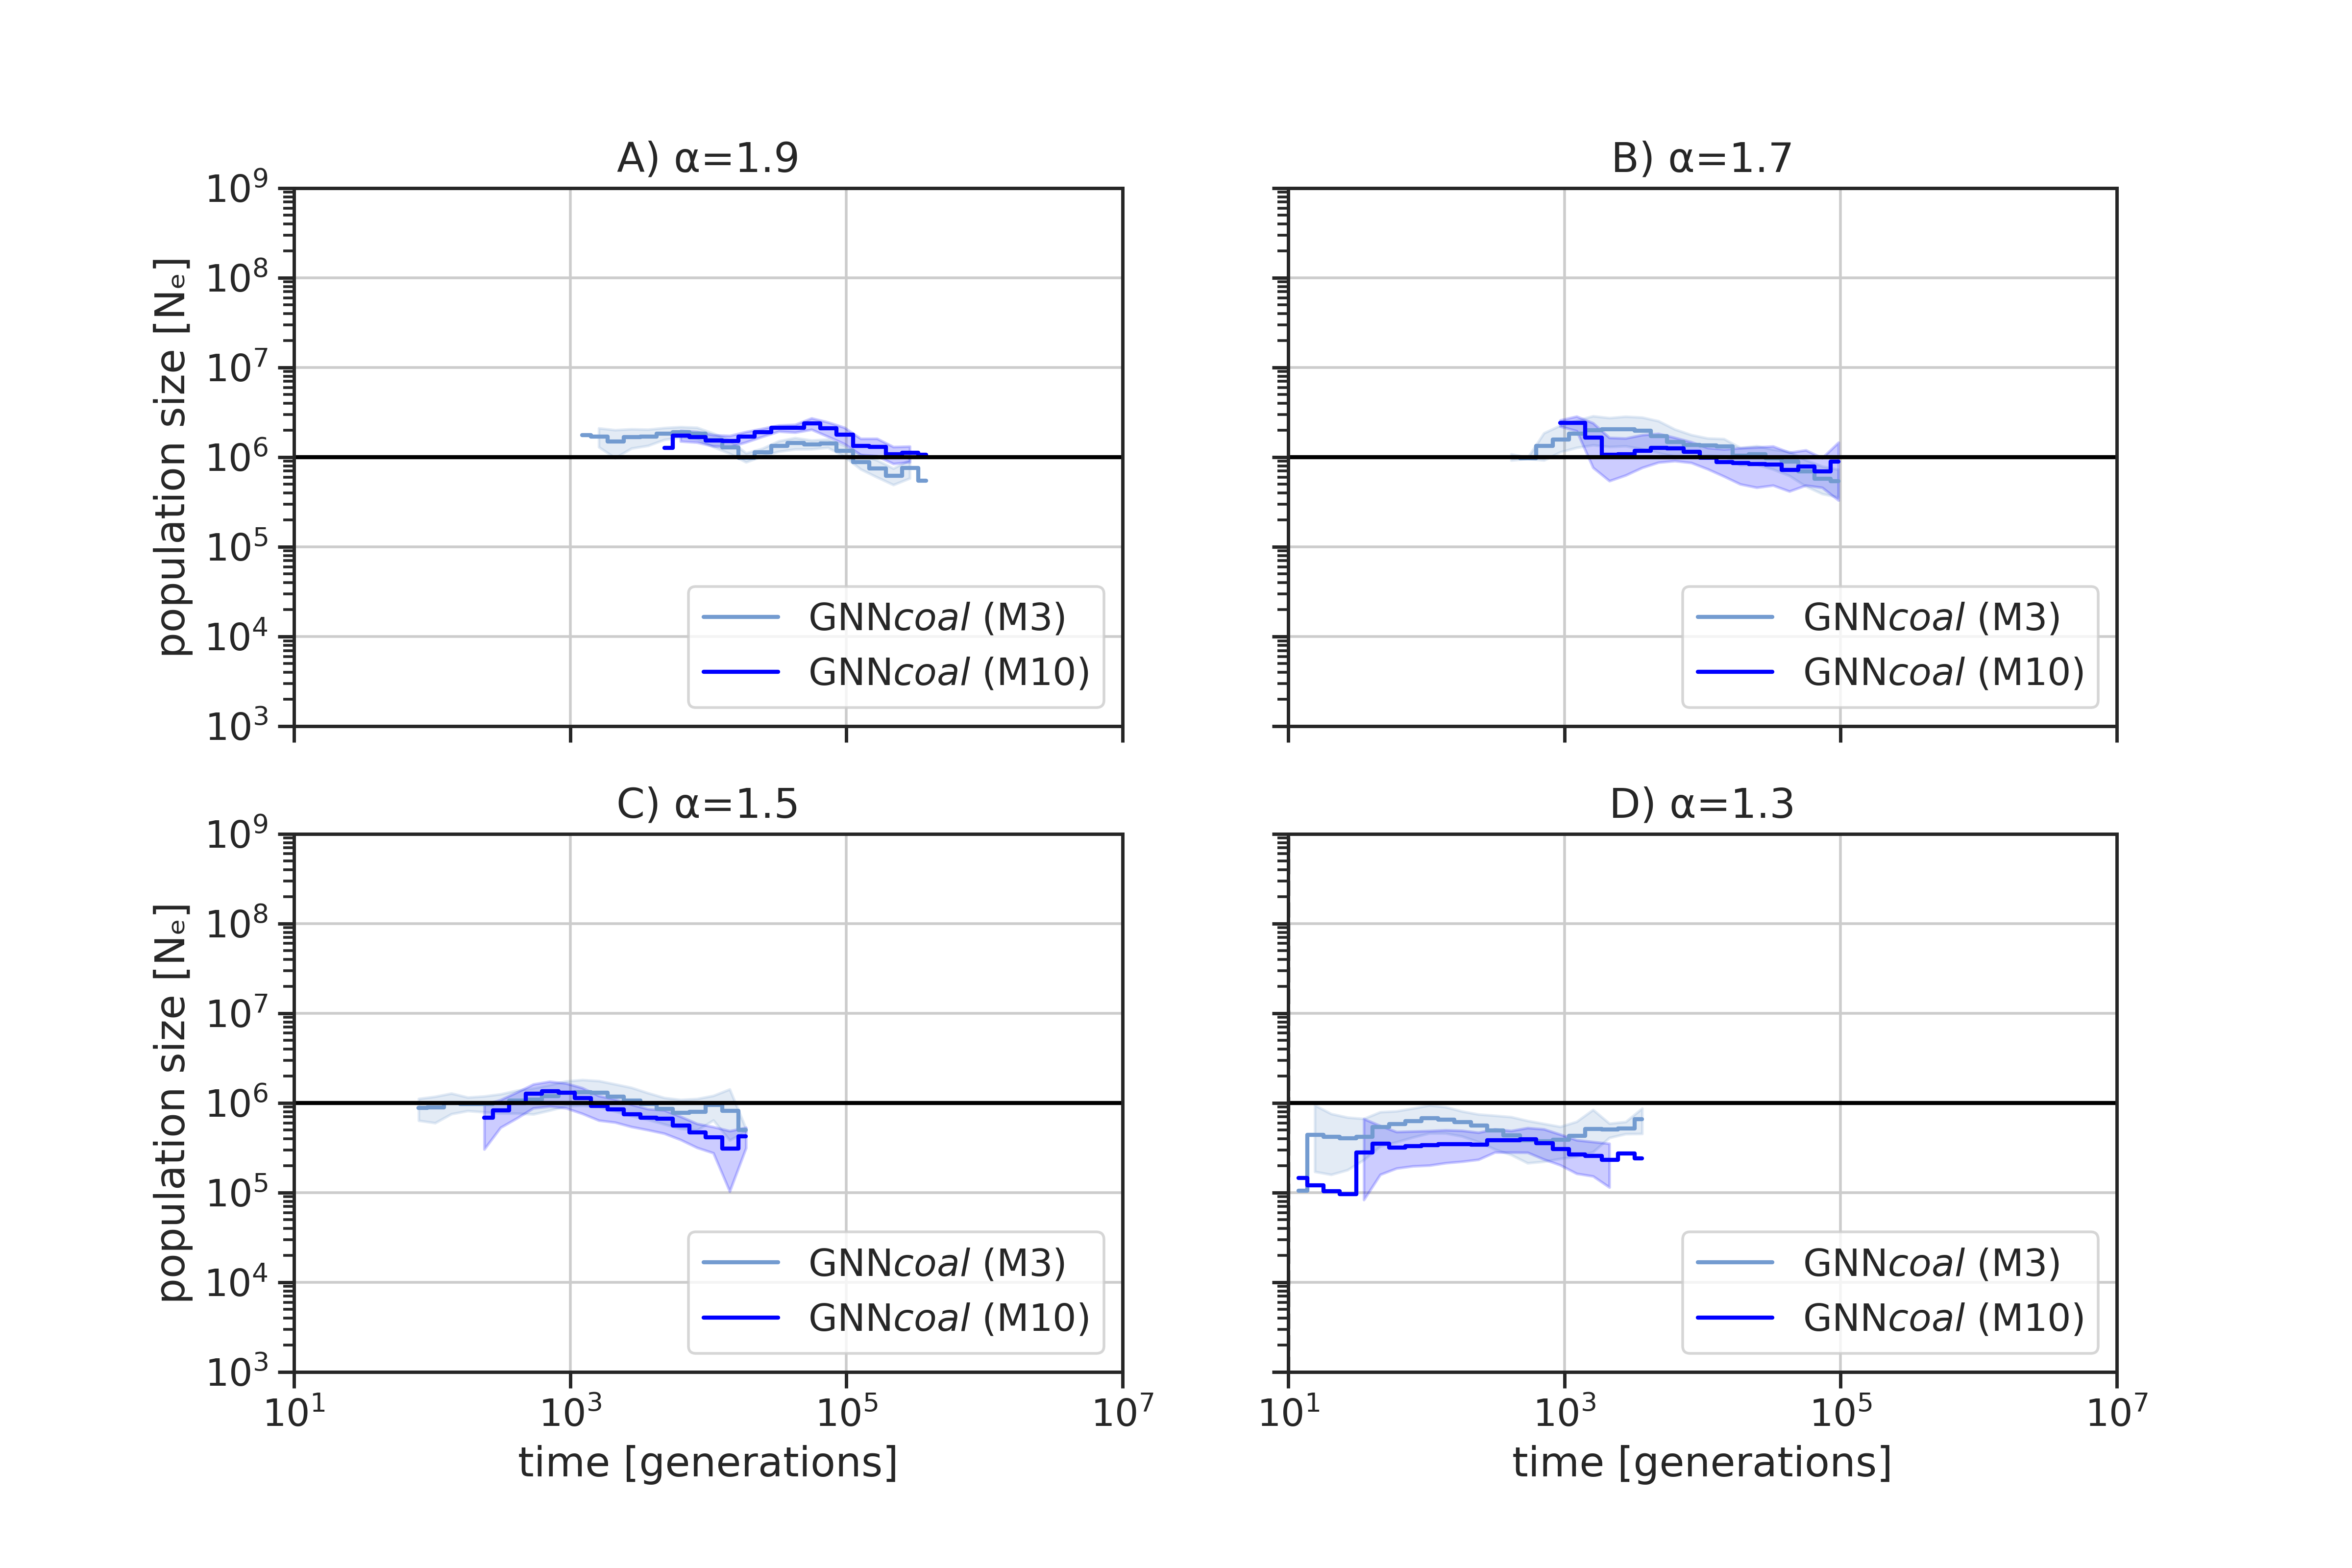 A) α=1.9
B) α=1.7
population size [Nₑ]
10⁹
10⁸
10⁷
10⁶
10⁵
10⁴
10³
GNNcoal (M3)
GNNcoal (M10)
GNNcoal (M3)
GNNcoal (M10)
C) α=1.5
D) α=1.3
population size [Nₑ]
10⁹
10⁸
10⁷
10⁶
10⁵
10⁴
10³
GNNcoal (M3)
GNNcoal (M10)
GNNcoal (M3)
GNNcoal (M10)
10¹ 10³ 10⁵ 10⁷
10¹ 10³ 10⁵ 10⁷
time [generations]
time [generations]